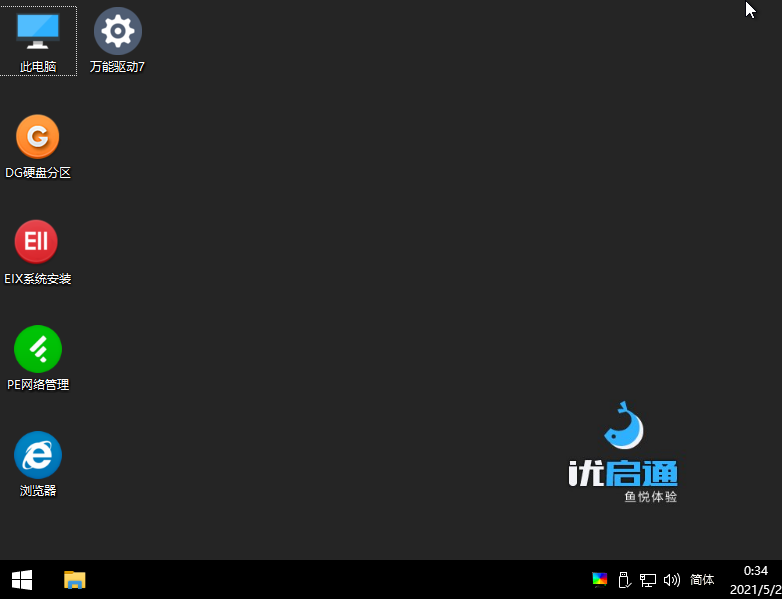 此电脑
万能驱动7
DG硬盘分区
EIX系统安装
PE网络管理
浏览器
优启通
鱼悦体验
简体
0:34
2021/5/2